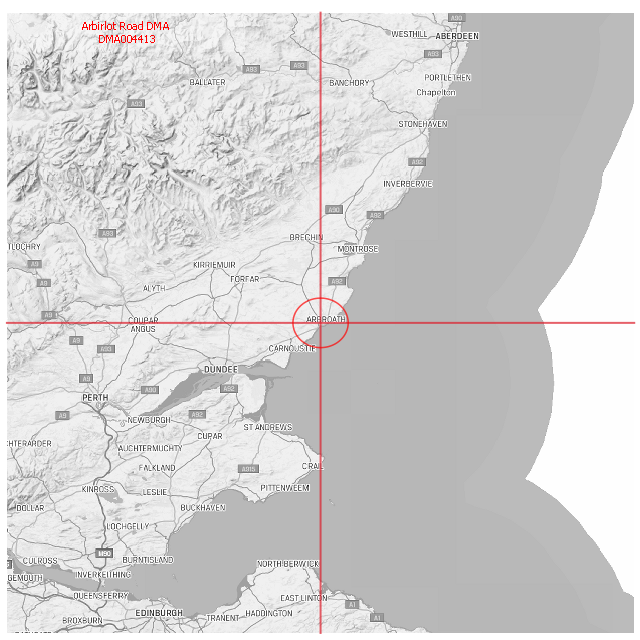 Arbirlot Road DMA
DMA004413
A90
WESTHILL
ABERDEEN
A93
A93
A93
BALLATER
BANCHORY
PORTLETHEN
Chapelton
A93
STONEHAVEN
A92
INVERBERVIE
A90
A92
A93
BRECHIN
TLOCHRY
MONTROSE
A9
KIRRIEMUIR
FORFAR
A9
A92
ALYTH
A9
COUPAR
ANGUS
ARBROATH
A9
A90
CARNOUSTIE
DUNDEE
A9
A90
A92
PERTH
A9
A92
NEWBURGH
ST ANDREWS
CUPAR
CHTERARDER
AUCHTERMUCHTY
FALKLAND
A915
CRAIL
KINROSS
LESLIE
PITTENWEEM
DOLLAR
BUCKHAVEN
LOCHGELLY
M90
CULROSS
BURNTISLAND
NORTH BERWICK
GEMOUTH
INVERKEITHING
QUEENSFERRY
EAST LINTON
A1
EDINBURGH
HADDINGTON
TRANENT
A1
BROXBURN